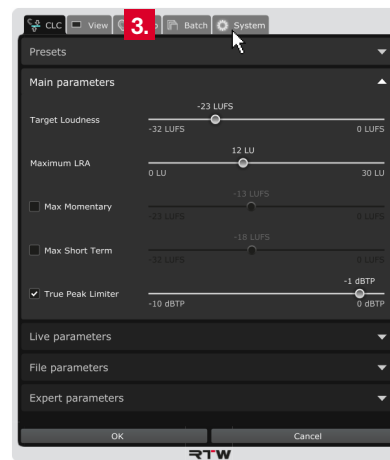 CLC View 3. Batch System
Presets
Main parameters
-23 LUFS
Target Loudness
-32 LUFS 0 LUFS
12 LU
Maximum LRA
0 LU 30 LU
-13 LUFS
Max Momentary
-23 LUFS 0 LUFS
-18 LUFS
Max Short Term
-32 LUFS 0 LUFS
-1 dBTP
True Peak Limiter
-10 dBTP 0 dBTP
Live parameters
File parameters
Expert parameters
OK Cancel
RTW